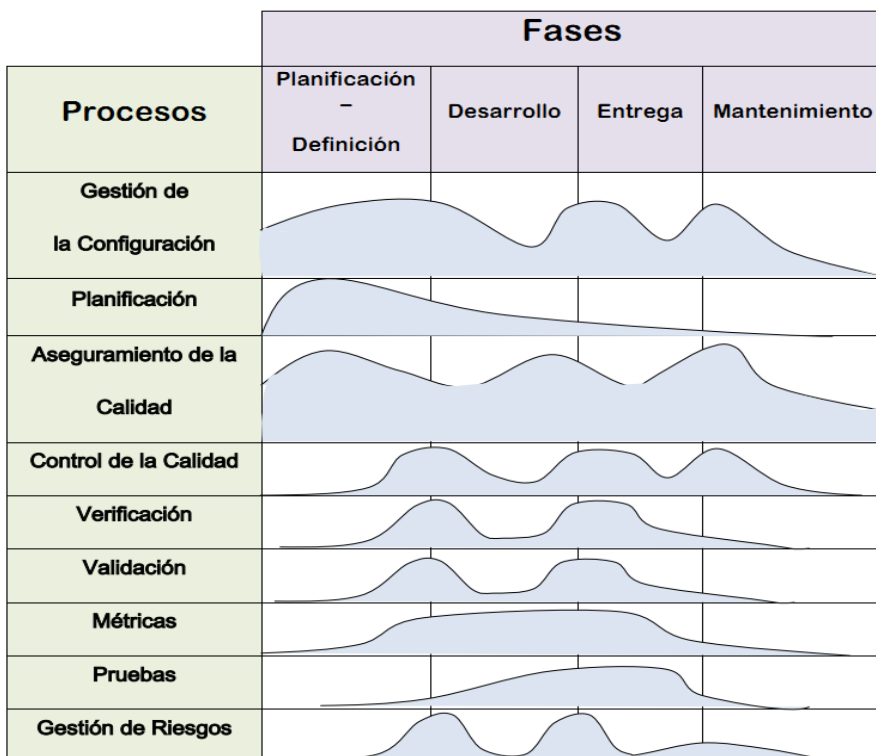 Fases
Procesos
Planificación
–
Definición
Desarrollo
Entrega
Mantenimiento
Gestión de
la Configuración
Planificación
Aseguramiento de la
Calidad
Control de la Calidad
Verificación
Validación
Métricas
Pruebas
Gestión de Riesgos